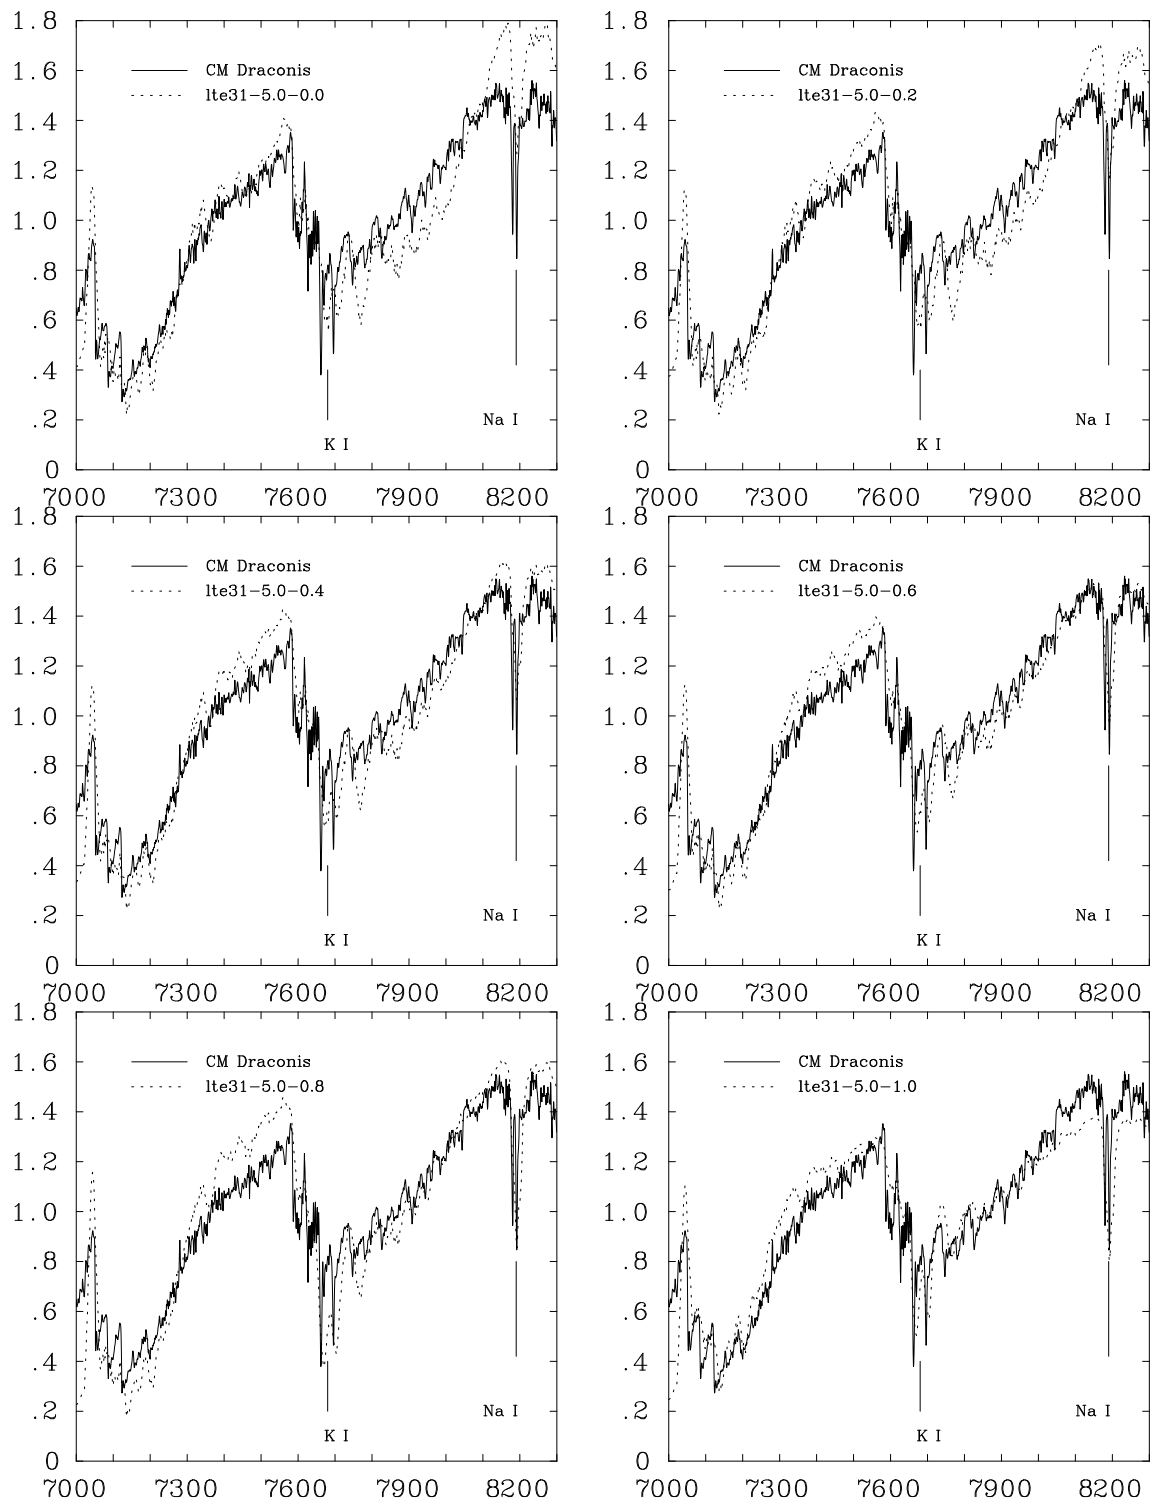 1.8
1.6
1.4
1.2
1.0
.8
.6
.4
.2
0
CM Draconis
lte31-5.0-0.0
Na I
K I
7000 7300 7600 7900 8200
1.8
1.6
1.4
1.2
1.0
.8
.6
.4
.2
0
CM Draconis
lte31-5.0-0.2
Na I
K I
7000 7300 7600 7900 8200
1.8
1.6
1.4
1.2
1.0
.8
.6
.4
.2
0
CM Draconis
lte31-5.0-0.4
Na I
K I
7000 7300 7600 7900 8200
1.8
1.6
1.4
1.2
1.0
.8
.6
.4
.2
0
CM Draconis
lte31-5.0-0.6
Na I
K I
7000 7300 7600 7900 8200
1.8
1.6
1.4
1.2
1.0
.8
.6
.4
.2
0
CM Draconis
lte31-5.0-0.8
Na I
K I
7000 7300 7600 7900 8200
1.8
1.6
1.4
1.2
1.0
.8
.6
.4
.2
0
CM Draconis
lte31-5.0-1.0
Na I
K I
7000 7300 7600 7900 8200